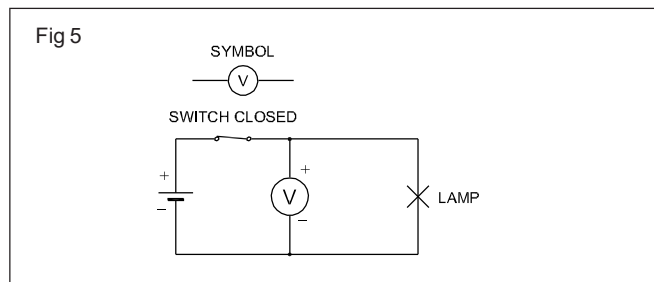 Fig 5
SYMBOL
V
SWITCH CLOSED
+
+
V
LAMP
–
–